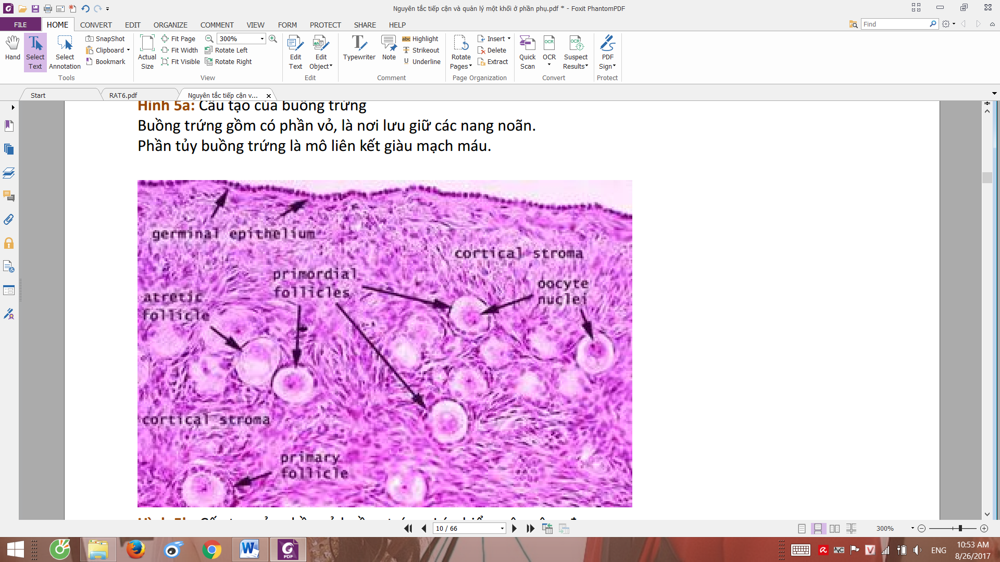 Nguyên tắc tiếp cận và quản lý một khối ở phần phụ.pdf * - Foxit PhantomPDF
FILE HOME CONVERT EDIT ORGANIZE COMMENT VIEW FORM PROTECT SHARE HELP
Find
Hand
Select Text
Select Annotation
SnapShot
Clipboard
Bookmark
Tools
Actual Size
Fit Page
Fit Width
Fit Visible
300%
Rotate Left
Rotate Right
View
Edit Text
Edit Object
Edit
Typewriter
Note
Highlight
Strikeout
Underline
Comment
Rotate Pages
Insert
Delete
Extract
Page Organization
Quick Scan
OCR
Suspect Results
Convert
PDF Sign
Protect
Start
RAT6.pdf
Nguyên tắc tiếp cận v...
Hình 5a: Cấu tạo của buồng trứng
Buồng trứng gồm có phần vỏ, là nơi lưu giữ các nang noãn.
Phần tủy buồng trứng là mô liên kết giàu mạch máu.
germinal epithelium
cortical stroma
primordial
follicles
oocyte
nuclei
atretic
follicle
cortical stroma
primary
follicle
10 / 66
300%
ENG
10:53 AM
8/26/2017